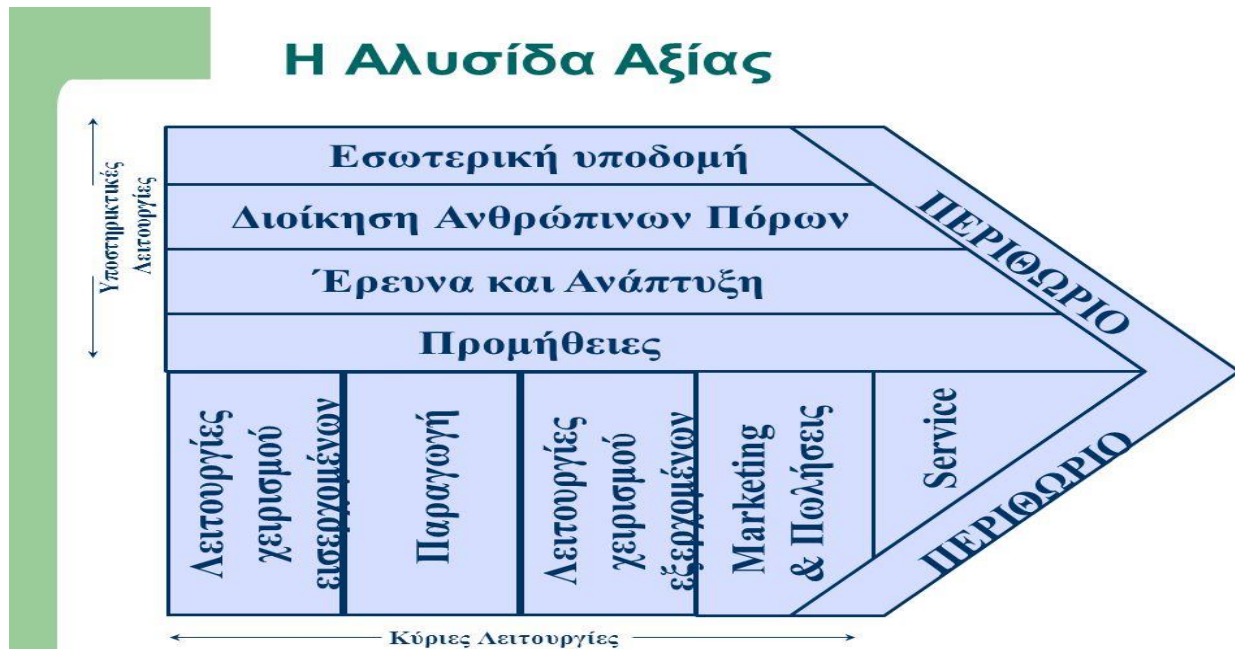 Η Αλυσίδα Αξίας
Υποστηρικτικές
Λειτουργίες
Εσωτερική υποδομή
Διοίκηση Ανθρώπινων Πόρων
Έρευνα και Ανάπτυξη
Προμήθειες
ΠΕΡΙΘΩΡΙΟ
Λειτουργίες
χειρισμού
εισερχομένων
Παραγωγή
Λειτουργίες
χειρισμού
εξερχομένων
Marketing
& Πωλήσεις
Service
ΠΕΡΙΘΩΡΙΟ
Κύριες Λειτουργίες